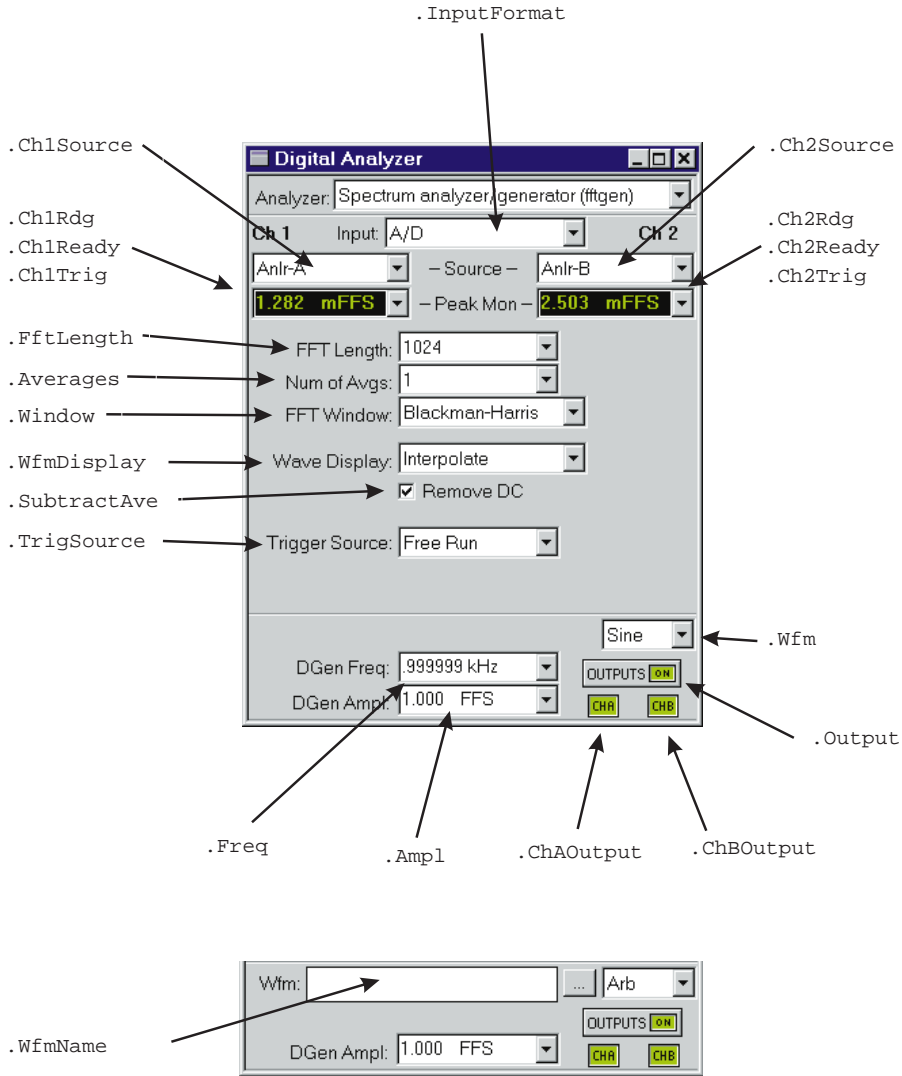 .InputFormat
.Ch1Source
.Ch2Source
Digital Analyzer
Analyzer: Spectrum analyzer/generator (fftgen)
.Ch1Rdg
.Ch1Ready
.Ch1Trig
.Ch2Rdg
.Ch2Ready
.Ch2Trig
Ch 1 Input: A/D Ch 2
Anlr-A – Source – Anlr-B
1.282 mFFS – Peak Mon – 2.503 mFFS
.FftLength
FFT Length: 1024
.Averages
Num of Avgs: 1
.Window
FFT Window: Blackman-Harris
.WfmDisplay
Wave Display: Interpolate
.SubtractAve
Remove DC
.TrigSource
Trigger Source: Free Run
Sine
.Wfm
DGen Freq: .999999 kHz
OUTPUTS ON
DGen Ampl: 1.000 FFS
CHA CHB
.Output
.Freq
.Ampl
.ChAOutput
.ChBOutput
Wfm: ... Arb
OUTPUTS ON
.WfmName
DGen Ampl: 1.000 FFS
CHA CHB